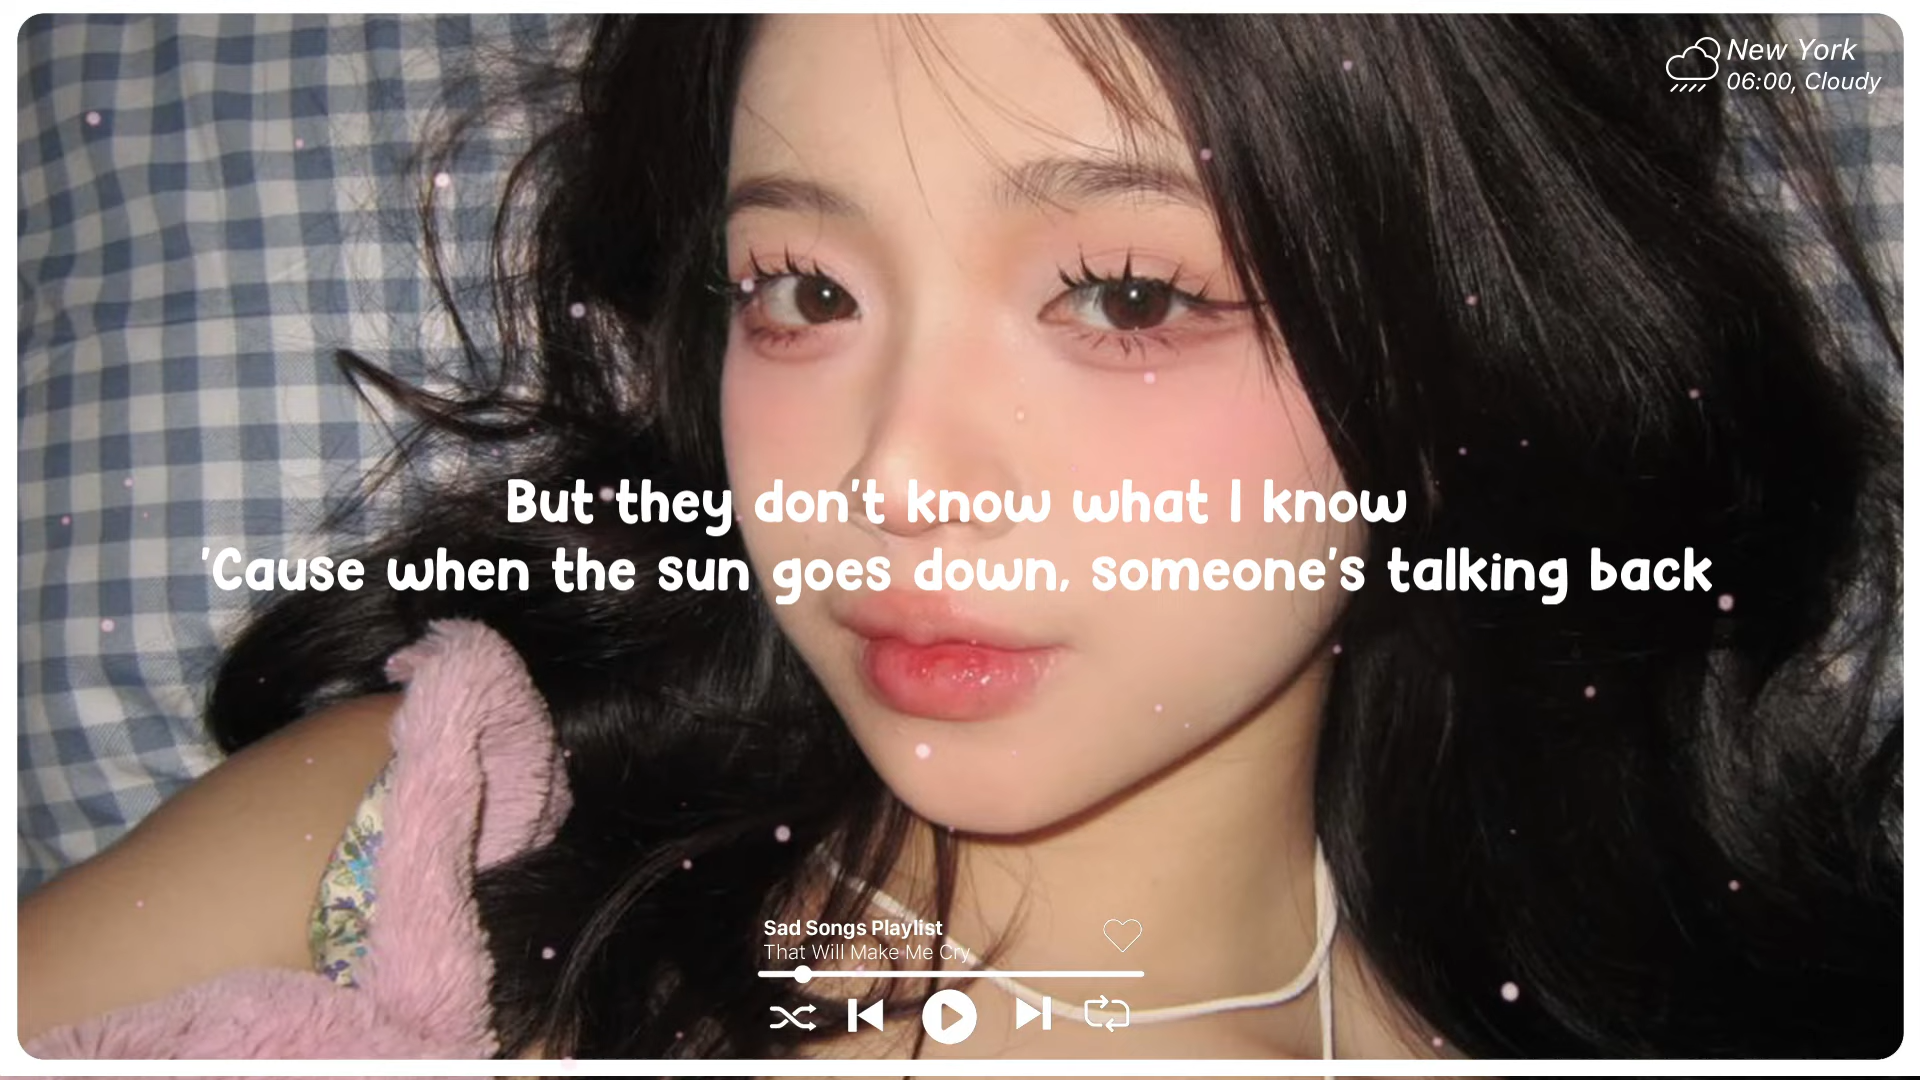 New York
06:00, Cloudy
But they don't know what I know
'Cause when the sun goes down, someone's talking back
Sad Songs Playlist
That Will Make Me Cry